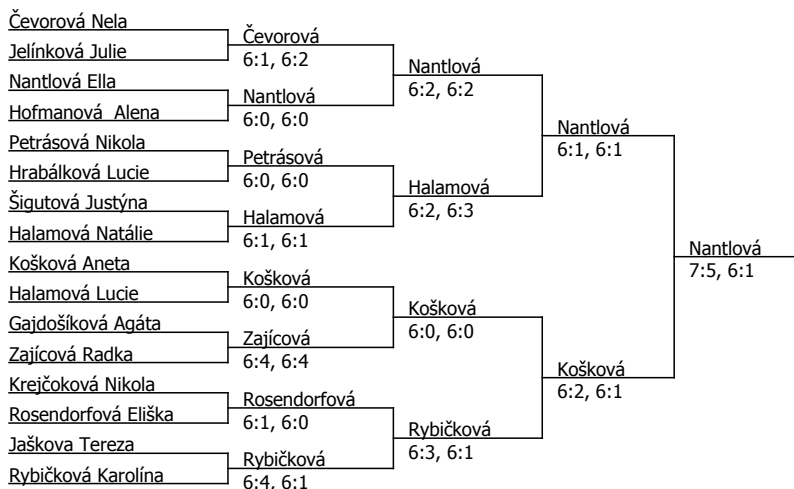 Čevorová Nela
Jelínková Julie
Nantlová Ella
Hofmanová  Alena
Petrásová Nikola
Hrabálková Lucie
Šigutová Justýna
Halamová Natálie
Košková Aneta
Halamová Lucie
Gajdošíková Agáta
Zajícová Radka
Krejčoková Nikola
Rosendorfová Eliška
Jaškova Tereza
Rybičková Karolína
Čevorová
6:1, 6:2
Nantlová
6:0, 6:0
Petrásová
6:0, 6:0
Halamová
6:1, 6:1
Košková
6:0, 6:0
Zajícová
6:4, 6:4
Rosendorfová
6:1, 6:0
Rybičková
6:4, 6:1
Nantlová
6:2, 6:2
Halamová
6:2, 6:3
Košková
6:0, 6:0
Rybičková
6:3, 6:1
Nantlová
6:1, 6:1
Košková
6:2, 6:1
Nantlová
7:5, 6:1